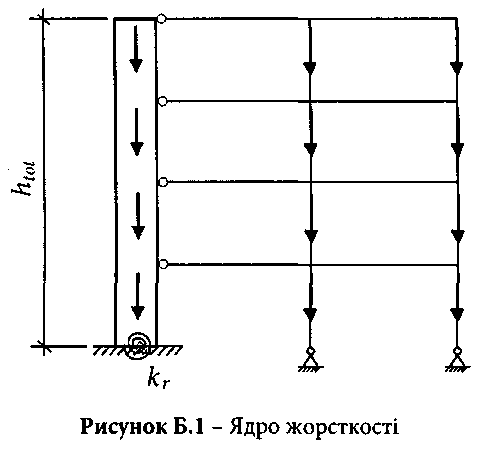 h_tot
k_r
Рисунок Б.1 – Ядро жорсткості